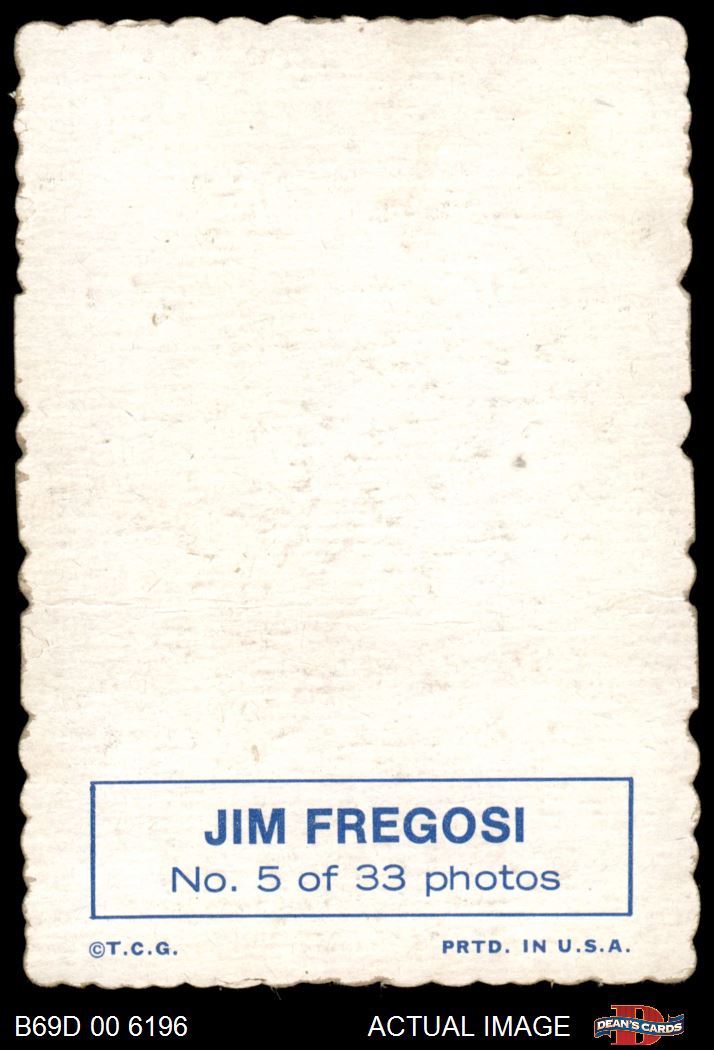 JIM FREGOSI
No. 5 of 33 photos
©T.C.G. PRTD. IN U.S.A.
B69D 00 6196 ACTUAL IMAGE DEAN'S CARDS